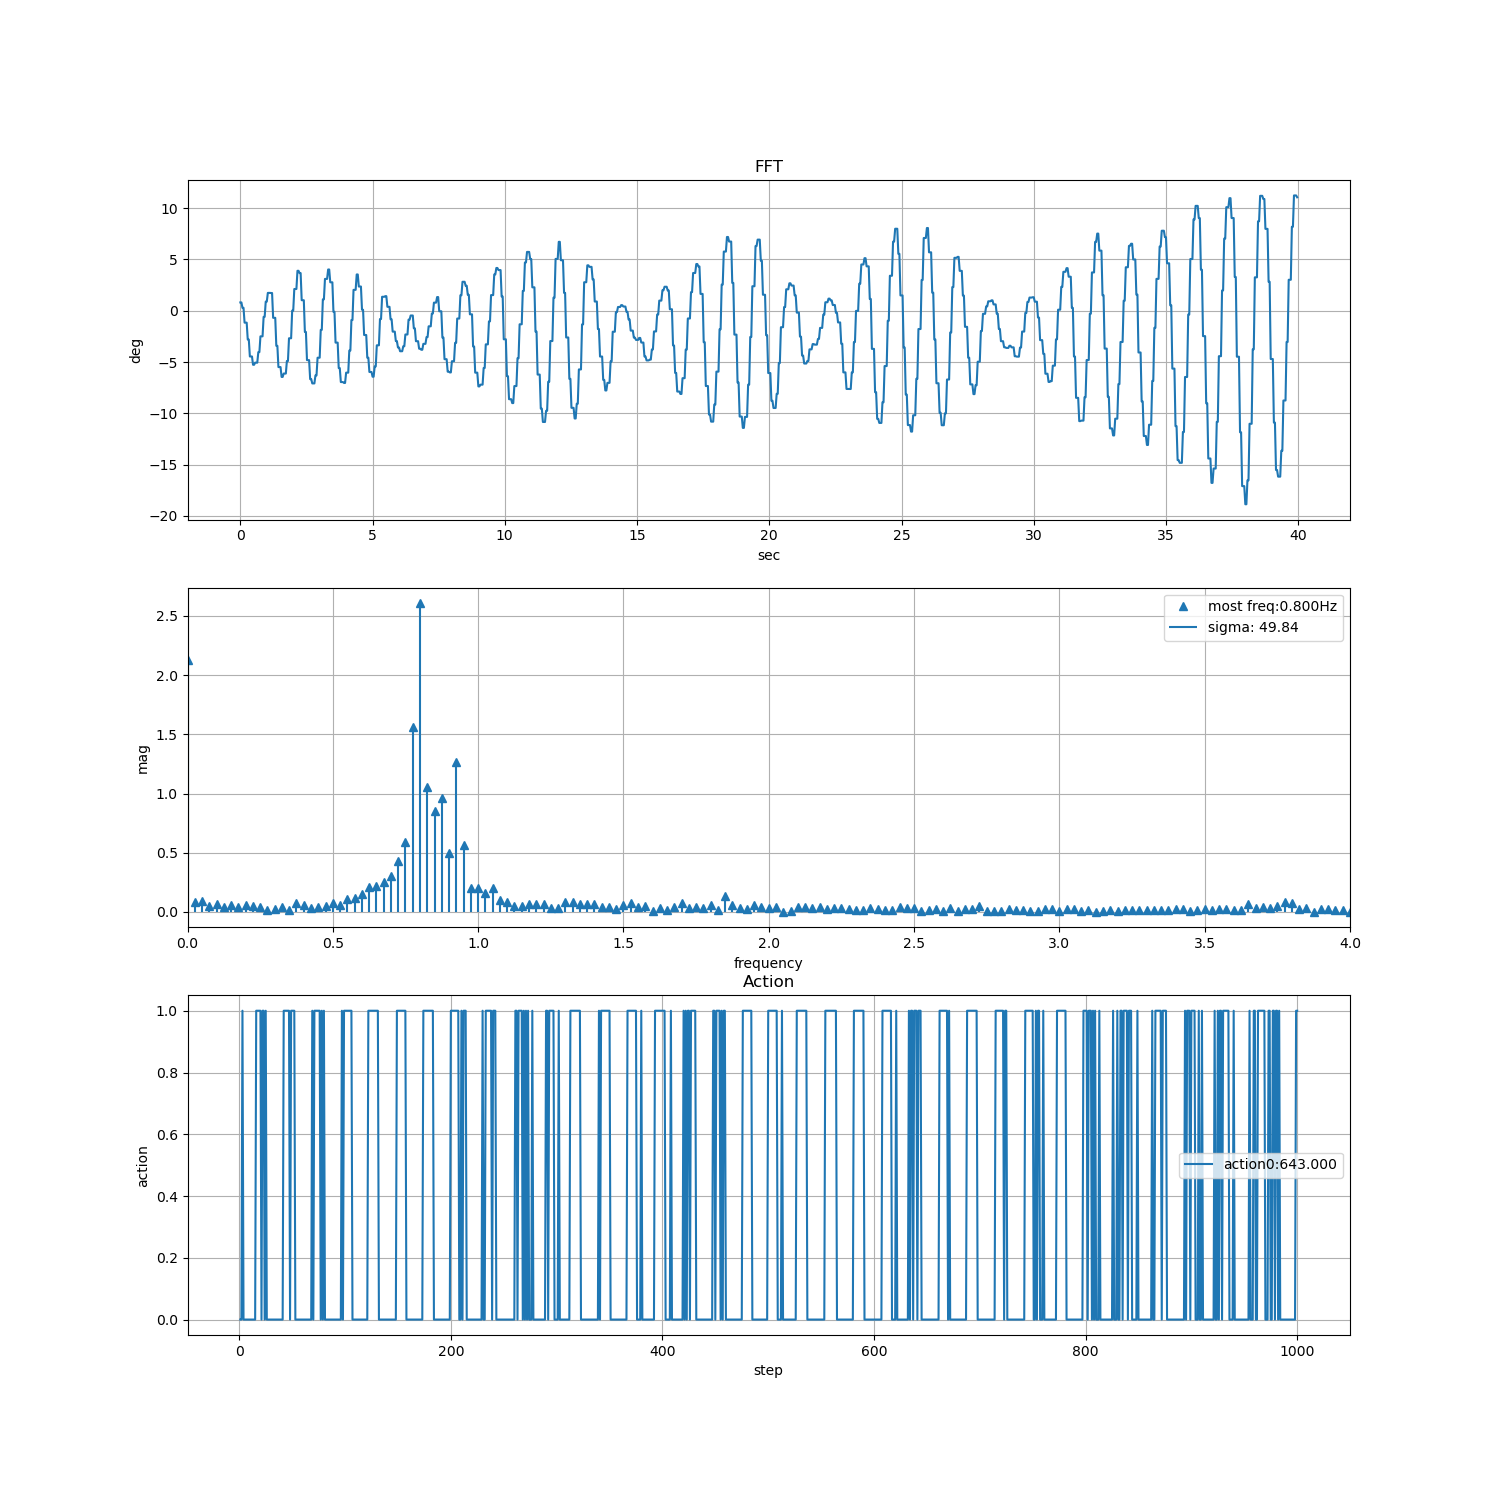 FFT
10
5
0
−5
−10
−15
−20
deg
0 5 10 15 20 25 30 35 40
sec
most freq:0.800Hz
sigma: 49.84
2.5
2.0
1.5
1.0
0.5
0.0
mag
0.0 0.5 1.0 1.5 2.0 2.5 3.0 3.5 4.0
frequency
Action
1.0
0.8
0.6
0.4
0.2
0.0
action
action0:643.000
0 200 400 600 800 1000
step